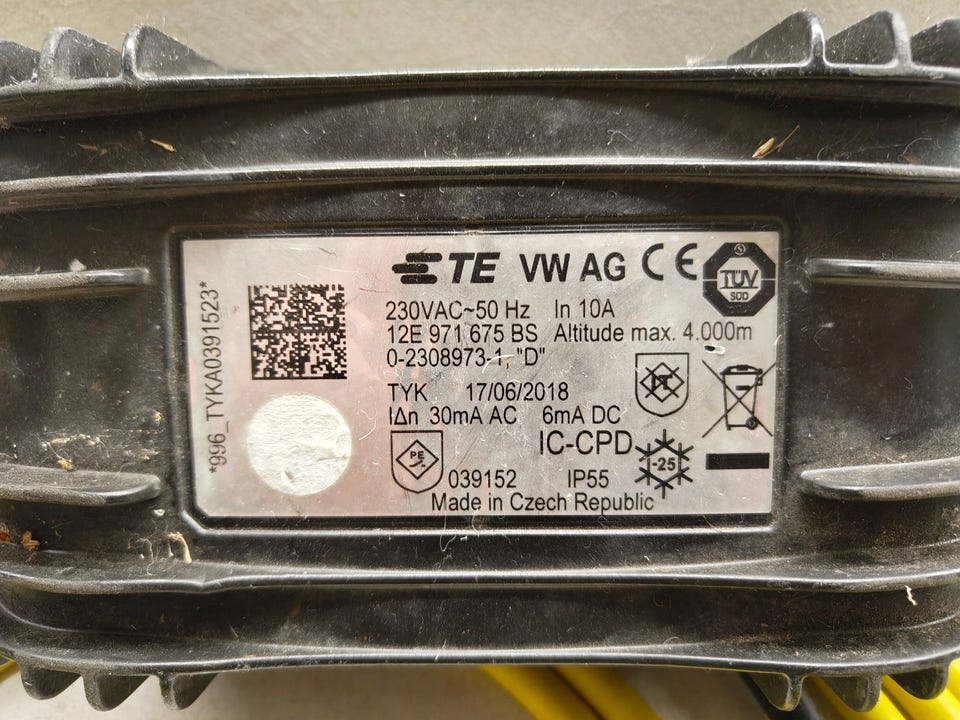 TE VW AG CE
TÜV
SÜD
230VAC~50 Hz In 10A
12E 971 675 BS Altitude max. 4.000m
0-2308973-1, "D"
TYK 17/06/2018
I∆n 30mA AC 6mA DC
IC-CPD
PE
-25
039152 IP55
Made in Czech Republic
*996_TYKA0391523*